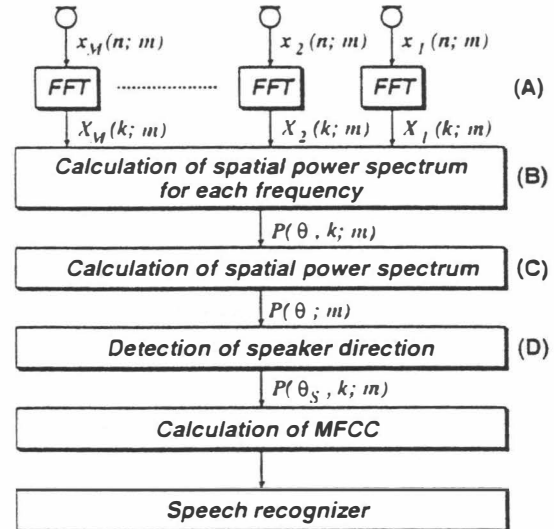 x_M(n; m) x_2(n; m) x_1(n; m)
FFT .............. FFT FFT (A)
X_M(k; m) X_2(k; m) X_1(k; m)
Calculation of spatial power spectrum
for each frequency (B)
P(θ, k; m)
Calculation of spatial power spectrum (C)
P(θ; m)
Detection of speaker direction (D)
P(θ_S, k; m)
Calculation of MFCC
Speech recognizer